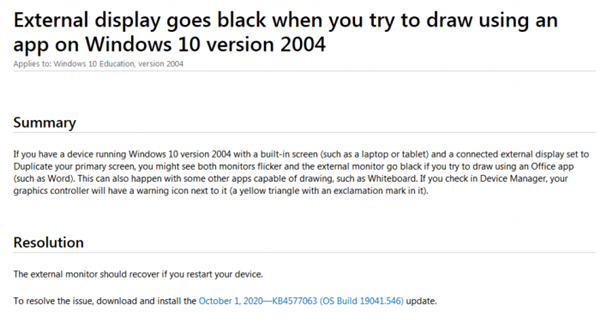 External display goes black when you try to draw using an
app on Windows 10 version 2004
Applies to: Windows 10 Education, version 2004
Summary
If you have a device running Windows 10 version 2004 with a built-in screen (such as a laptop or tablet) and a connected external display set to
Duplicate your primary screen, you might see both monitors flicker and the external monitor go black if you try to draw using an Office app
(such as Word). This can also happen with some other apps capable of drawing, such as Whiteboard. If you check in Device Manager, your
graphics controller will have a warning icon next to it (a yellow triangle with an exclamation mark in it).
Resolution
The external monitor should recover if you restart your device.
To resolve the issue, download and install the October 1, 2020—KB4577063 (OS Build 19041.546) update.